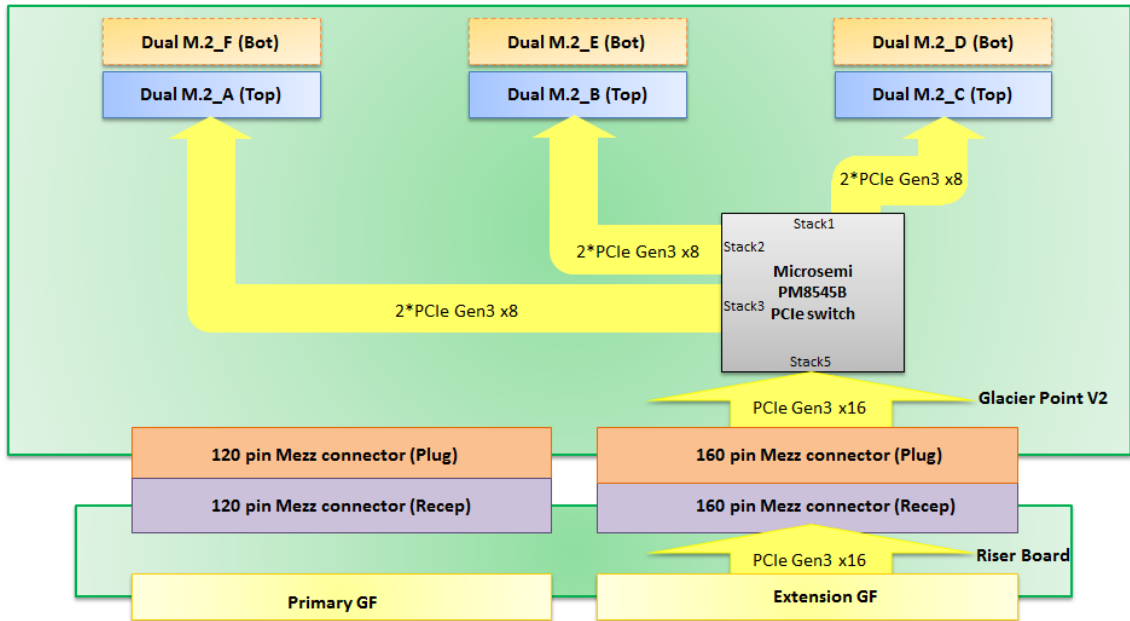 Dual M.2_F (Bot)
Dual M.2_E (Bot)
Dual M.2_D (Bot)
Dual M.2_A (Top)
Dual M.2_B (Top)
Dual M.2_C (Top)
2*PCIe Gen3 x8
Stack1
2*PCIe Gen3 x8
Stack2
Microsemi
PM8545B
PCIe switch
2*PCIe Gen3 x8
Stack3
Stack5
PCIe Gen3 x16
Glacier Point V2
120 pin Mezz connector (Plug)
160 pin Mezz connector (Plug)
120 pin Mezz connector (Recep)
160 pin Mezz connector (Recep)
PCIe Gen3 x16
Riser Board
Primary GF
Extension GF